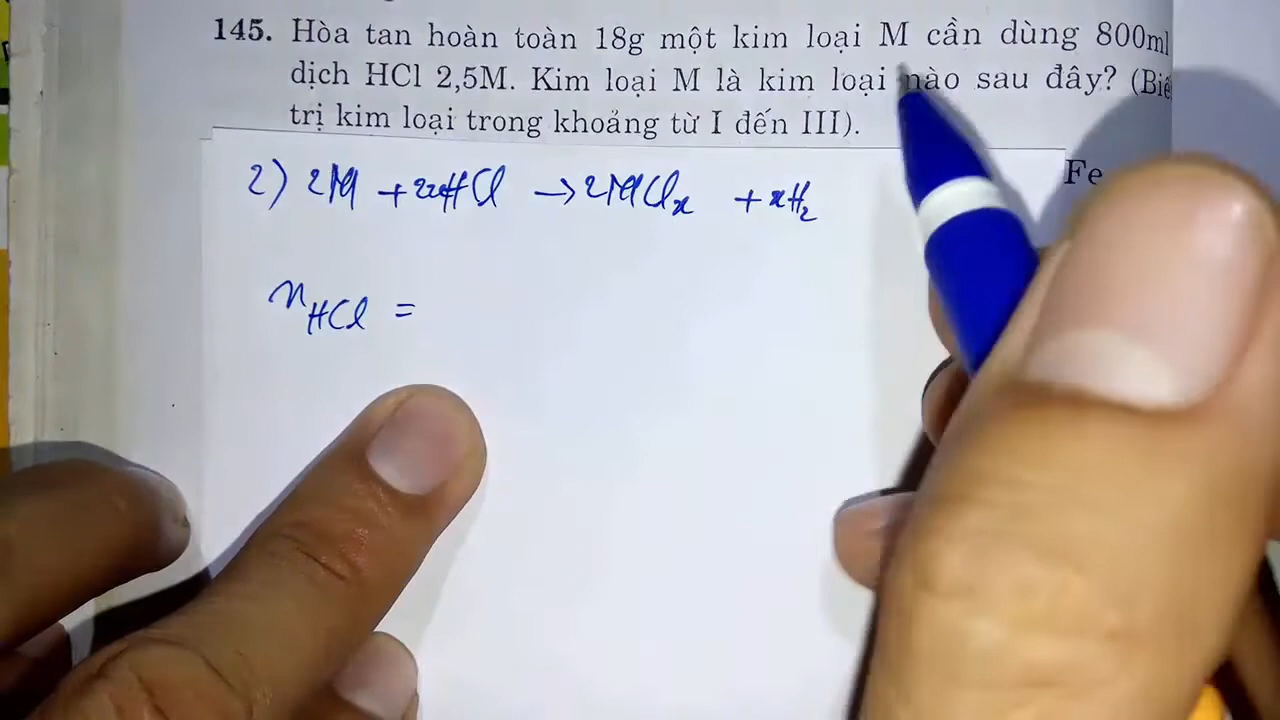 145. Hòa tan hoàn toàn 18g một kim loại M cần dùng 800ml
dịch HCl 2,5M. Kim loại M là kim loại nào sau đây? (Biế
trị kim loại trong khoảng từ I đến III).
Fe
2) 2M + 2xHCl → 2MClₓ + xH₂
n HCl =